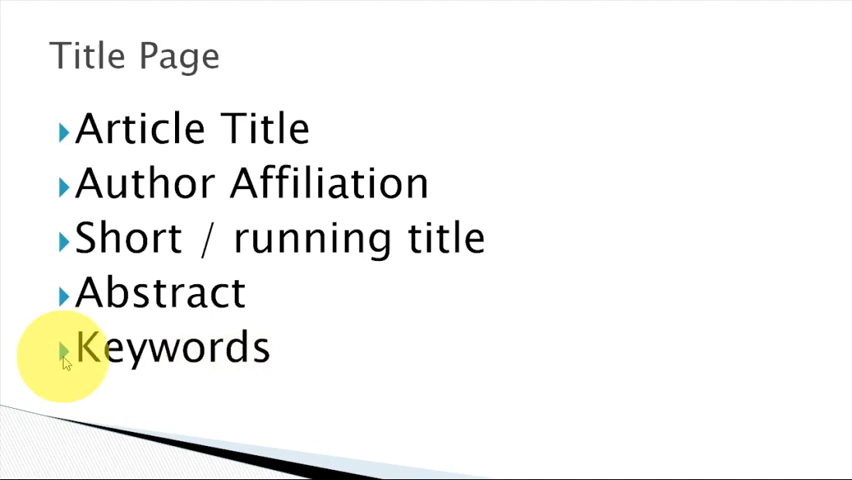 Title Page
Article Title
Author Affiliation
Short / running title
Abstract
Keywords